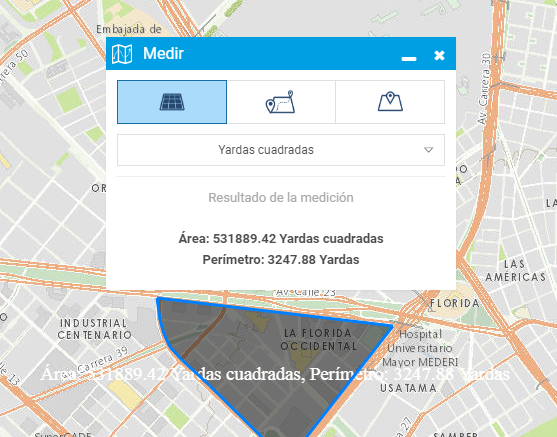 Embajada de
Carrera 50
Medir
Av. Carrera 30
Yardas cuadradas
Resultado de la medición
Área: 531889.42 Yardas cuadradas
Perímetro: 3247.88 Yardas
LAS
AMÉRICAS
Av. Calle 23
FLORIDA
INDUSTRIAL
CENTENARIO
LA FLORIDA
OCCIDENTAL
Hospital
Universitario
Mayor MEDERI
Carrera 39
Área: 531889.42 Yardas cuadradas, Perímetro: 3247.88 Yardas
USATAMA
SuperCADE
SAMPER